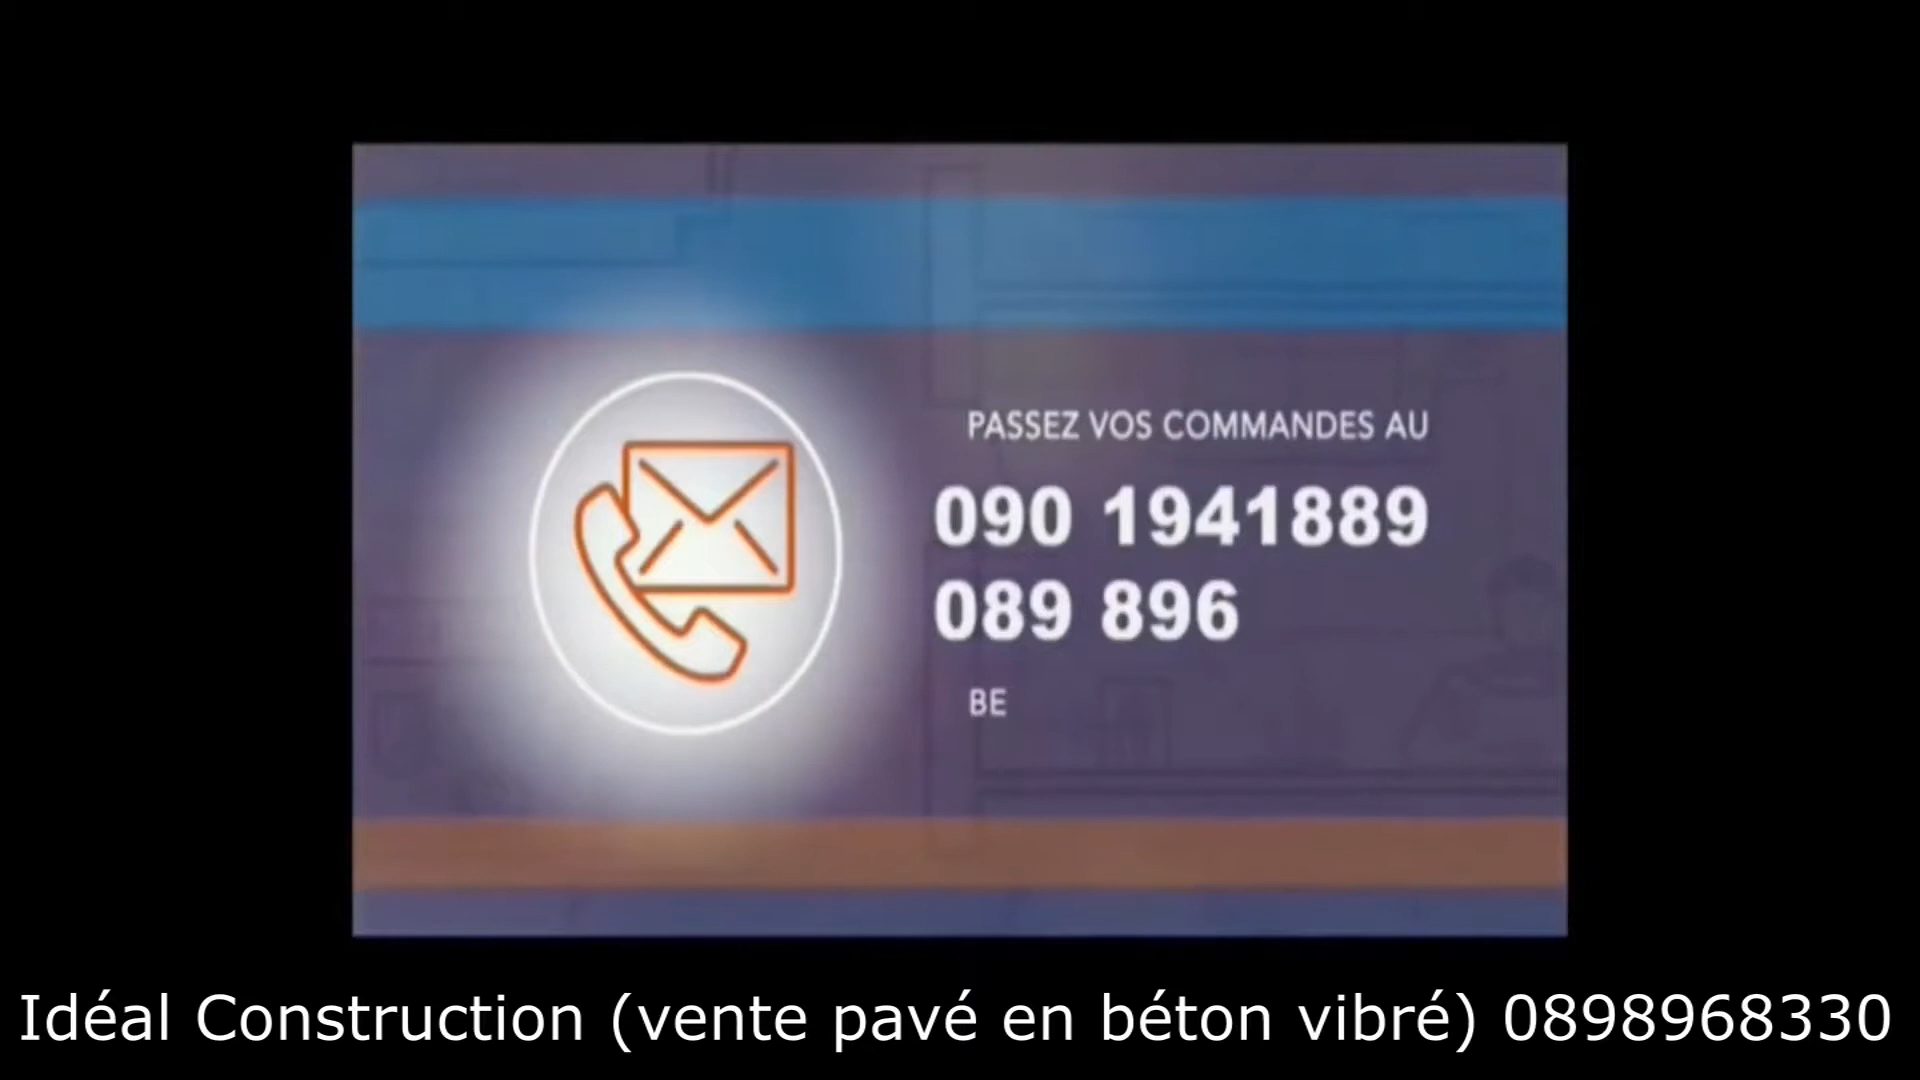 PASSEZ VOS COMMANDES AU
090 1941889
089 896
BE
Idéal Construction (vente pavé en béton vibré) 0898968330